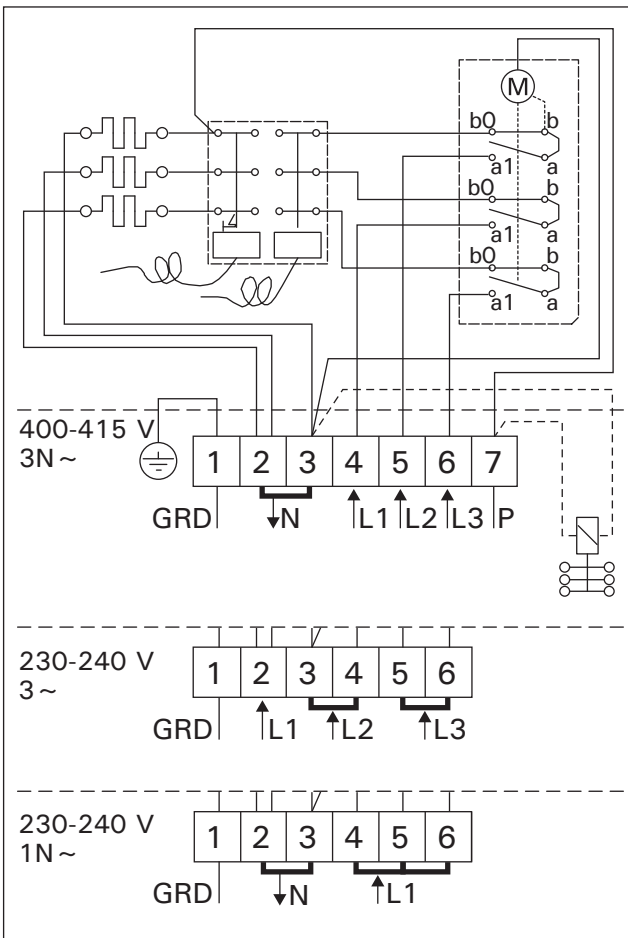 M
b0 b
a1 a
b0 b
a1 a
b0 b
a1 a
400-415 V
3N~
1 2 3 4 5 6 7
GRD N L1 L2 L3 P
230-240 V
3~
1 2 3 4 5 6
GRD L1 L2 L3
230-240 V
1N~
1 2 3 4 5 6
GRD N L1